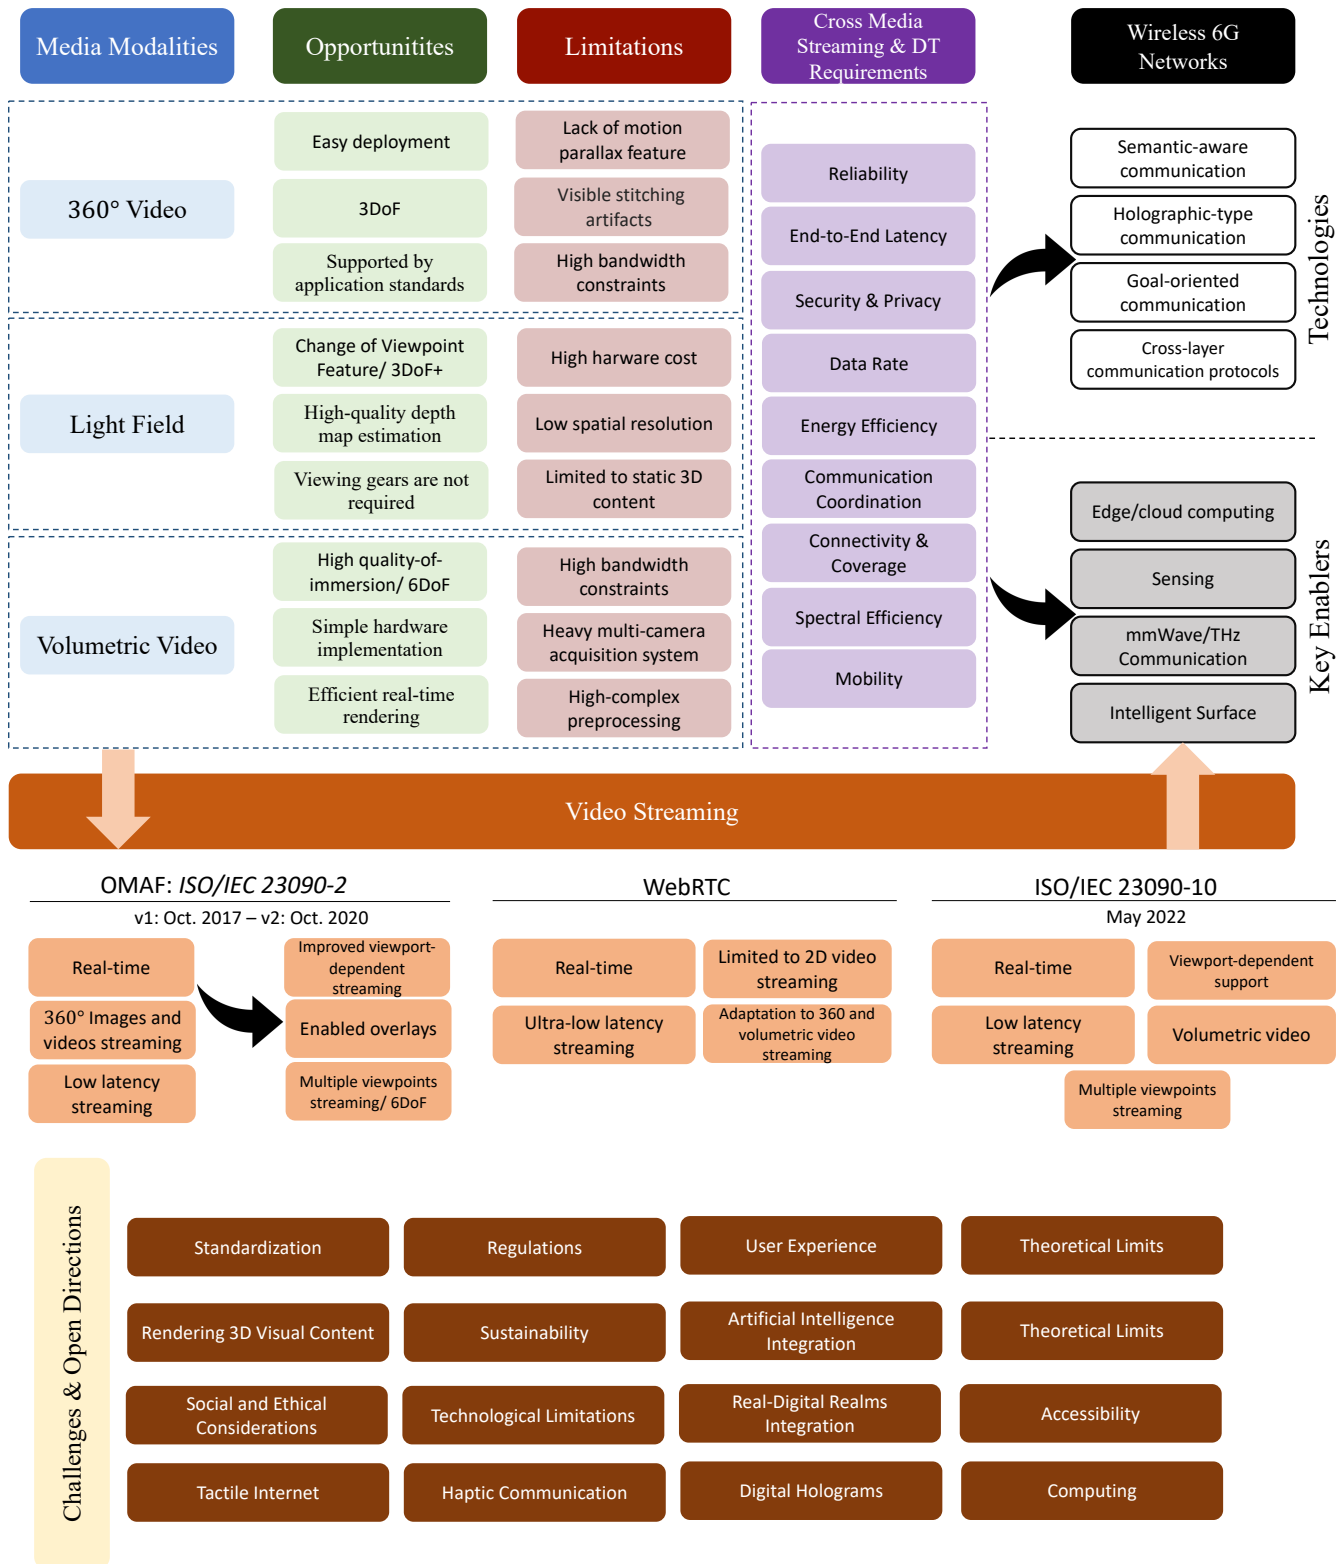 Media Modalities
Opportunitites
Limitations
Cross Media
Streaming & DT
Requirements
Wireless 6G
Networks
360° Video
Easy deployment
3DoF
Supported by
application standards
Lack of motion
parallax feature
Visible stitching
artifacts
High bandwidth
constraints
Light Field
Change of Viewpoint
Feature/ 3DoF+
High-quality depth
map estimation
Viewing gears are not
required
High harware cost
Low spatial resolution
Limited to static 3D
content
Volumetric Video
High quality-of-
immersion/ 6DoF
Simple hardware
implementation
Efficient real-time
rendering
High bandwidth
constraints
Heavy multi-camera
acquisition system
High-complex
preprocessing
Reliability
End-to-End Latency
Security & Privacy
Data Rate
Energy Efficiency
Communication
Coordination
Connectivity &
Coverage
Spectral Efficiency
Mobility
Semantic-aware
communication
Holographic-type
communication
Goal-oriented
communication
Cross-layer
communication protocols
Technologies
Edge/cloud computing
Sensing
mmWave/THz
Communication
Intelligent Surface
Key Enablers
Video Streaming
OMAF: ISO/IEC 23090-2
v1: Oct. 2017 – v2: Oct. 2020
Real-time
360° Images and
videos streaming
Low latency
streaming
Improved viewport-
dependent
streaming
Enabled overlays
Multiple viewpoints
streaming/ 6DoF
WebRTC
Real-time
Limited to 2D video
streaming
Ultra-low latency
streaming
Adaptation to 360 and
volumetric video
streaming
ISO/IEC 23090-10
May 2022
Real-time
Viewport-dependent
support
Low latency
streaming
Volumetric video
Multiple viewpoints
streaming
Challenges & Open Directions
Standardization
Regulations
User Experience
Theoretical Limits
Rendering 3D Visual Content
Sustainability
Artificial Intelligence
Integration
Theoretical Limits
Social and Ethical
Considerations
Technological Limitations
Real-Digital Realms
Integration
Accessibility
Tactile Internet
Haptic Communication
Digital Holograms
Computing